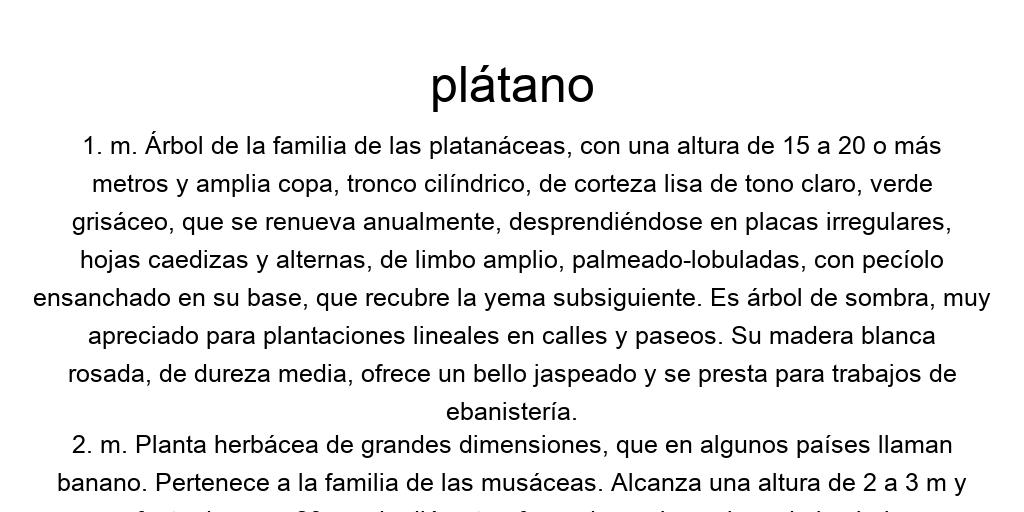 plátano
1. m. Árbol de la familia de las platanáceas, con una altura de 15 a 20 o más
metros y amplia copa, tronco cilíndrico, de corteza lisa de tono claro, verde
grisáceo, que se renueva anualmente, desprendiéndose en placas irregulares,
hojas caedizas y alternas, de limbo amplio, palmeado-lobuladas, con pecíolo
ensanchado en su base, que recubre la yema subsiguiente. Es árbol de sombra, muy
apreciado para plantaciones lineales en calles y paseos. Su madera blanca
rosada, de dureza media, ofrece un bello jaspeado y se presta para trabajos de
ebanistería.
2. m. Planta herbácea de grandes dimensiones, que en algunos países llaman
banano. Pertenece a la familia de las musáceas. Alcanza una altura de 2 a 3 m y